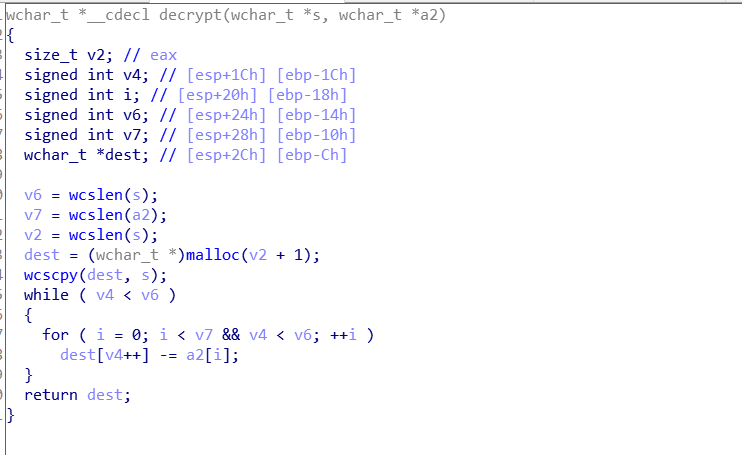 wchar_t *__cdecl decrypt(wchar_t *s, wchar_t *a2)
{
  size_t v2; // eax
  signed int v4; // [esp+1Ch] [ebp-1Ch]
  signed int i; // [esp+20h] [ebp-18h]
  signed int v6; // [esp+24h] [ebp-14h]
  signed int v7; // [esp+28h] [ebp-10h]
  wchar_t *dest; // [esp+2Ch] [ebp-Ch]

  v6 = wcslen(s);
  v7 = wcslen(a2);
  v2 = wcslen(s);
  dest = (wchar_t *)malloc(v2 + 1);
  wcscpy(dest, s);
  while ( v4 < v6 )
  {
    for ( i = 0; i < v7 && v4 < v6; ++i )
      dest[v4++] -= a2[i];
  }
  return dest;
}